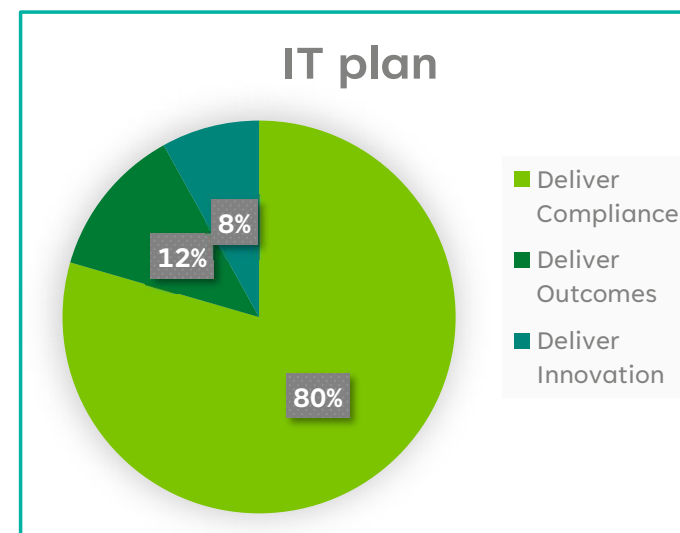 IT plan
8%
12%
80%
Deliver
Compliance
Deliver
Outcomes
Deliver
Innovation